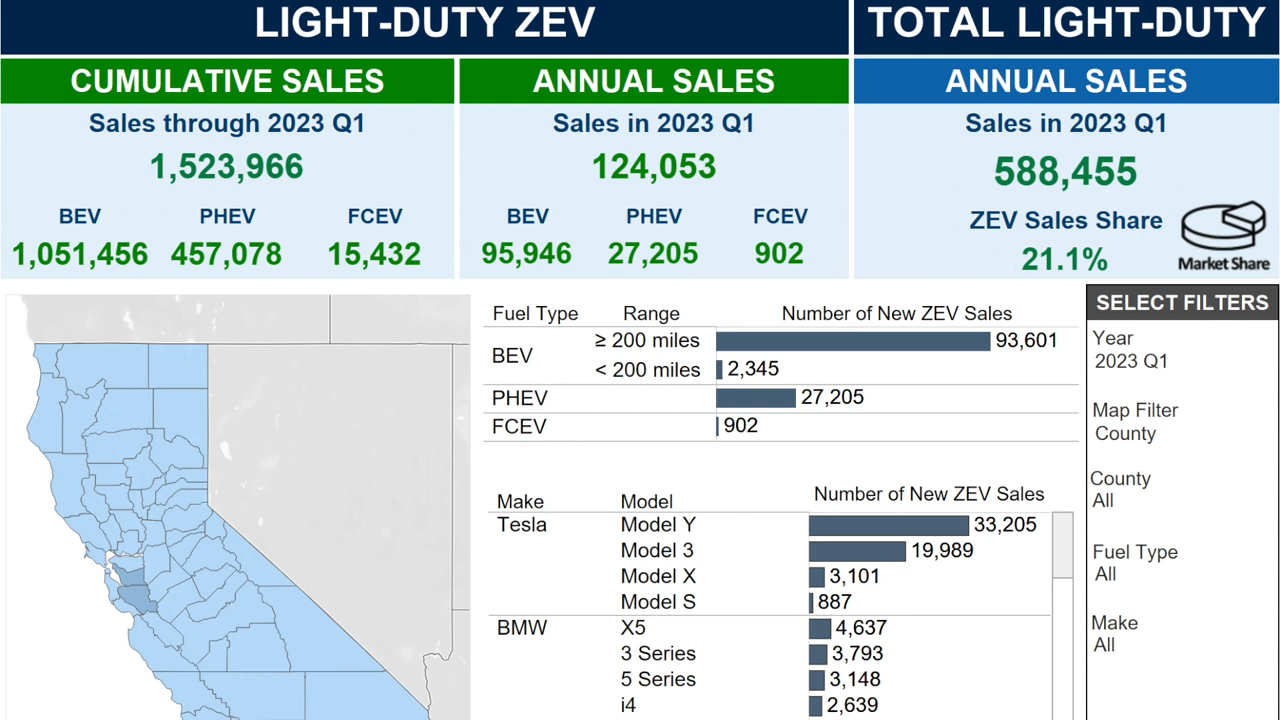 LIGHT-DUTY ZEV
TOTAL LIGHT-DUTY
CUMULATIVE SALES
ANNUAL SALES
ANNUAL SALES
Sales through 2023 Q1
1,523,966
BEV PHEV FCEV
1,051,456 457,078 15,432
Sales in 2023 Q1
124,053
BEV PHEV FCEV
95,946 27,205 902
Sales in 2023 Q1
588,455
ZEV Sales Share
21.1%
Market Share
Fuel Type Range Number of New ZEV Sales
BEV
≥ 200 miles 93,601
< 200 miles 2,345
PHEV 27,205
FCEV 902
Make Model Number of New ZEV Sales
Tesla Model Y 33,205
Model 3 19,989
Model X 3,101
Model S 887
BMW X5 4,637
3 Series 3,793
5 Series 3,148
i4 2,639
SELECT FILTERS
Year
2023 Q1
Map Filter
County
County
All
Fuel Type
All
Make
All